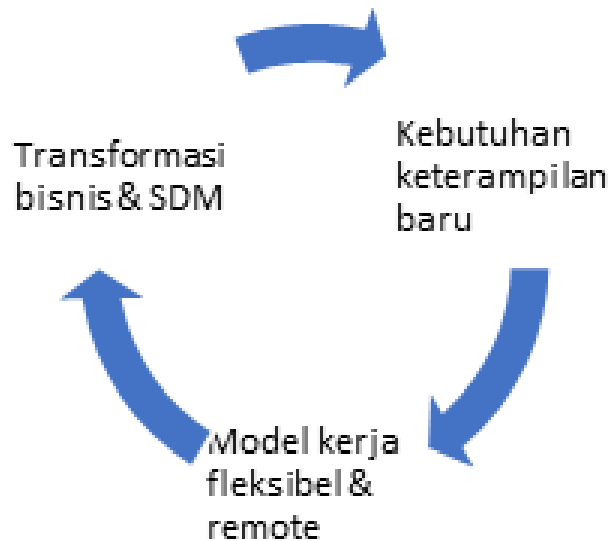 Transformasi
bisnis & SDM
Kebutuhan
keterampilan
baru
Model kerja
fleksibel &
remote